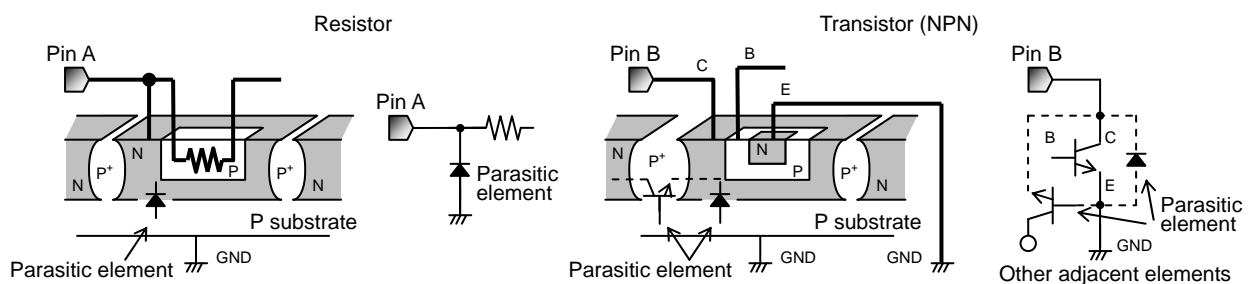 Resistor
Pin A
N
P+
N
P
P+
N
P substrate
GND
Parasitic element
Pin A
Parasitic
element
Transistor (NPN)
Pin B
C
B
E
N
P+
N
N
P
P+
N
P substrate
GND
GND
Parasitic element
Pin B
B
C
E
Parasitic
element
GND
Other adjacent elements